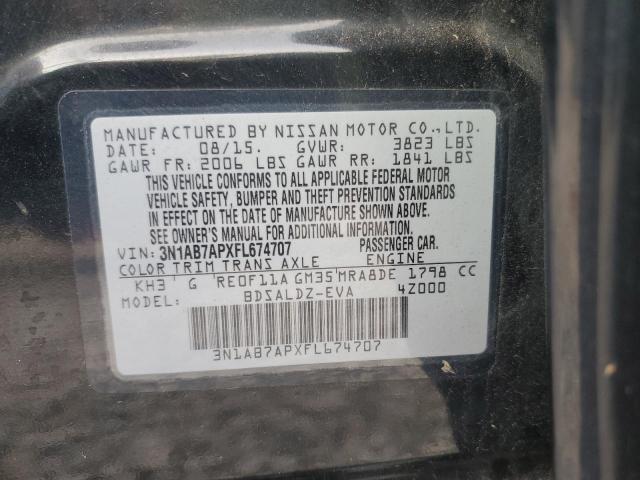 MANUFACTURED BY NISSAN MOTOR CO.,LTD.
DATE: 08/15. GVWR: 3823 LBS
GAWR FR: 2006 LBS GAWR RR: 1841 LBS
THIS VEHICLE CONFORMS TO ALL APPLICABLE FEDERAL MOTOR
VEHICLE SAFETY, BUMPER AND THEFT PREVENTION STANDARDS
IN EFFECT ON THE DATE OF MANUFACTURE SHOWN ABOVE.
SEE OWNER'S MANUAL FOR ADDITIONAL INFORMATION.
VIN: 3N1AB7APXFL674707 PASSENGER CAR.
COLOR TRIM TRANS AXLE ENGINE
KH3 G RE0F11A GM35 MRA8DE 1798 CC
MODEL: BDSALDZ-EVA 4Z000
3N1AB7APXFL674707